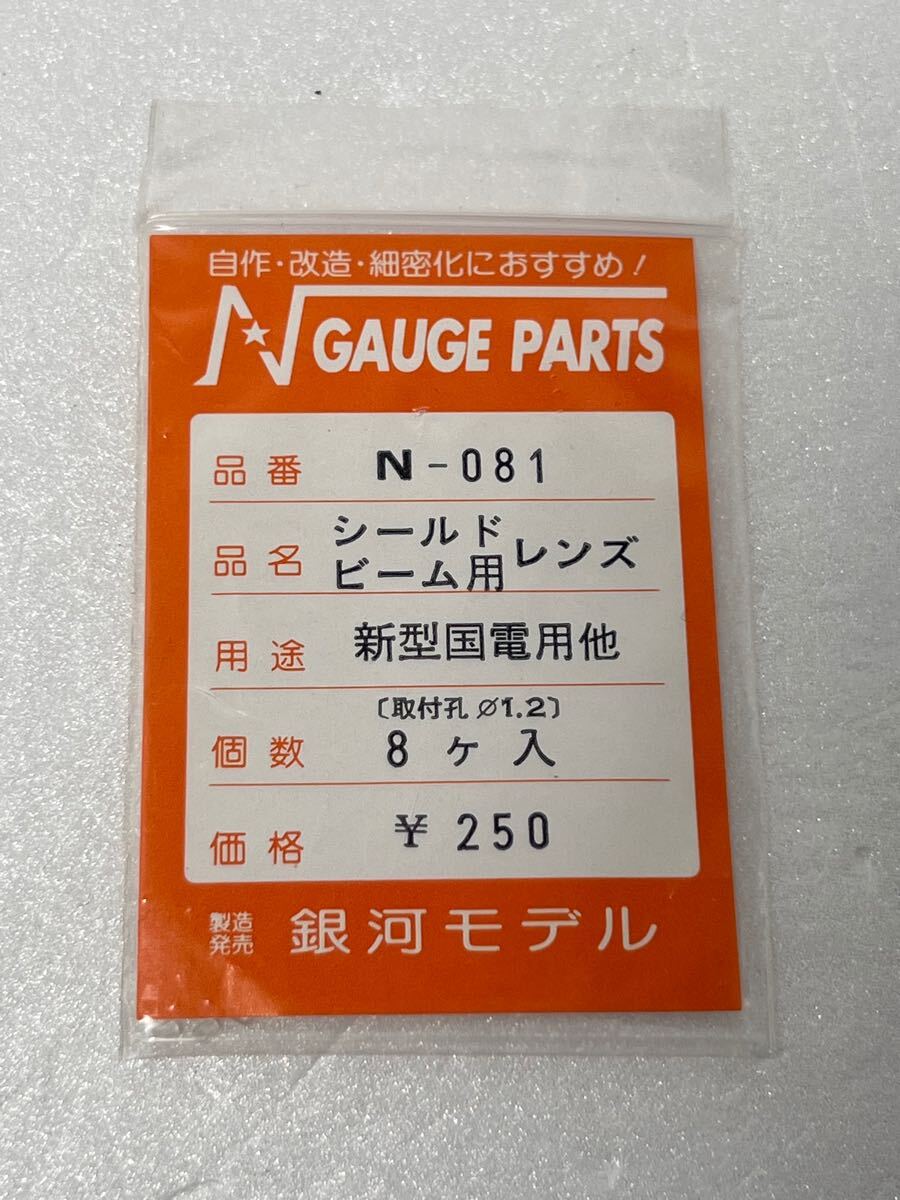 自作・改造・細密化におすすめ!
N GAUGE PARTS
品番 N-081
品名 シールドビーム用レンズ
用途 新型国電用他
〔取付孔 ∅1.2〕
個数 8ヶ入
価格 ¥250
製造発売 銀河モデル